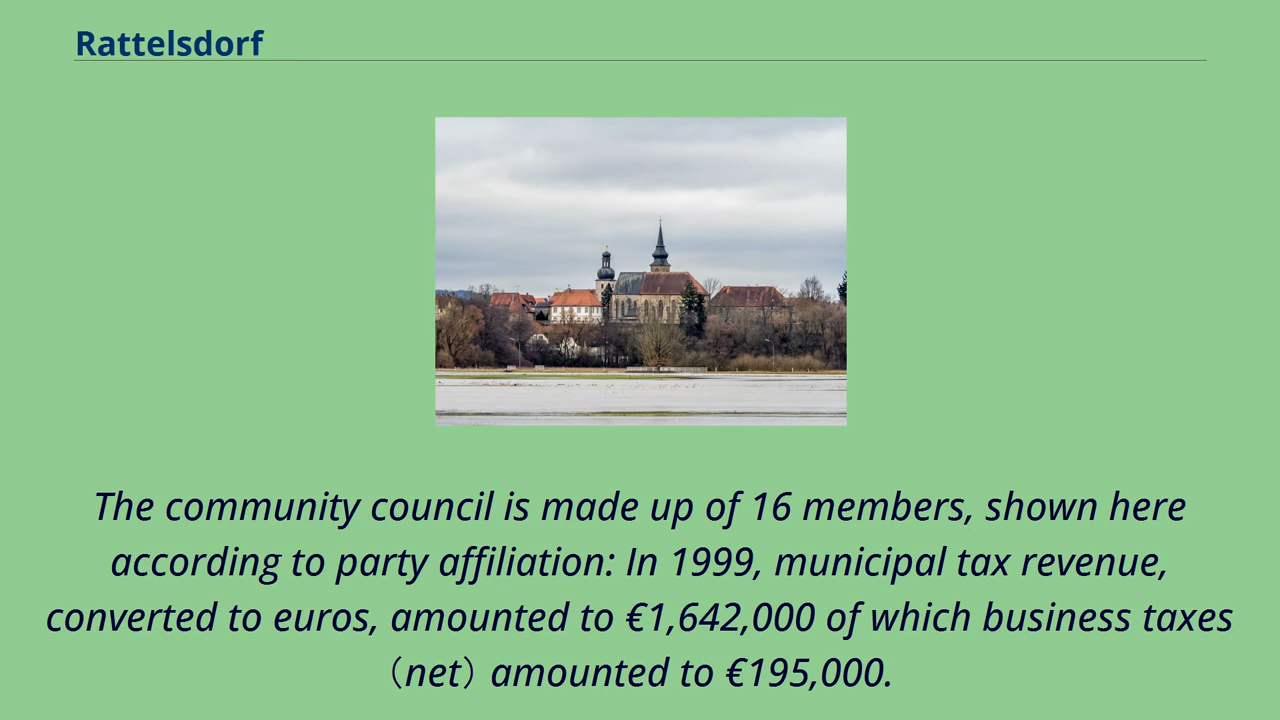 Rattelsdorf
The community council is made up of 16 members, shown here
according to party affiliation: In 1999, municipal tax revenue,
converted to euros, amounted to €1,642,000 of which business taxes
（net） amounted to €195,000.